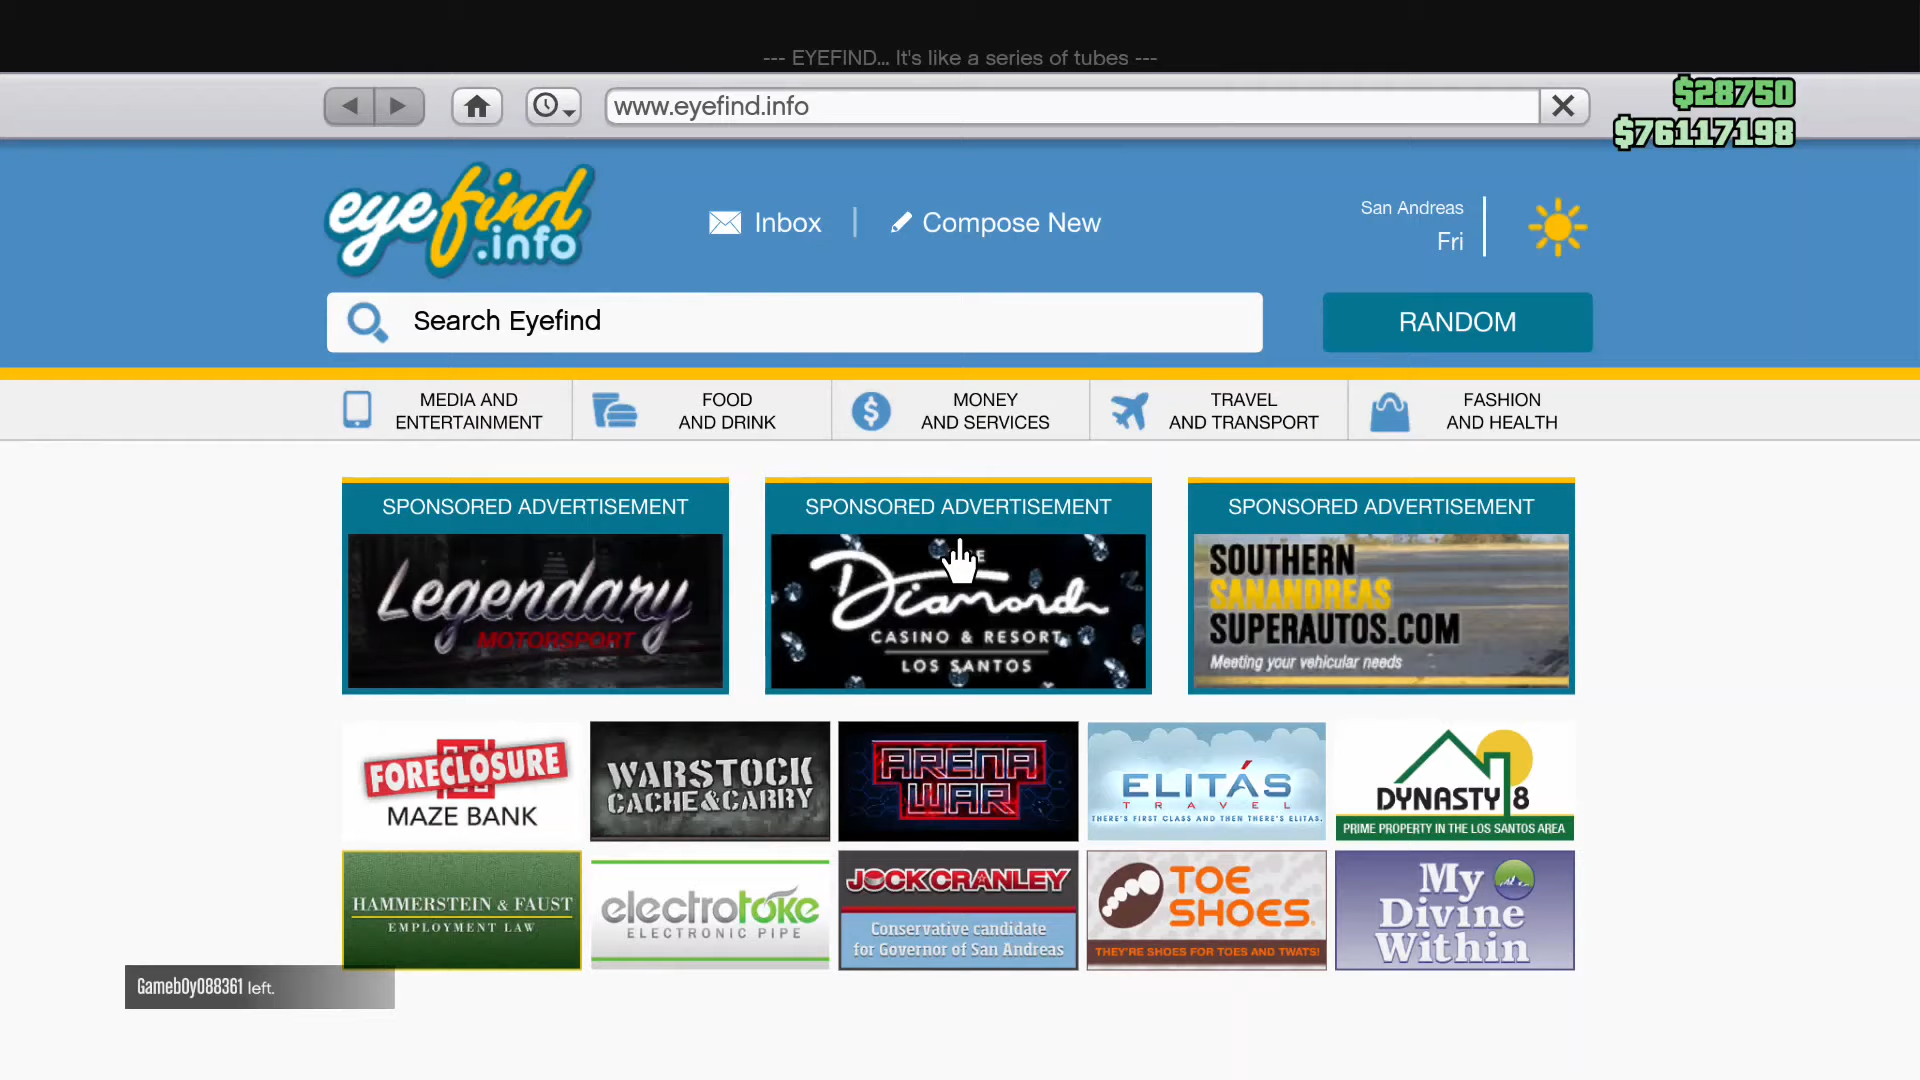 --- EYEFIND... It's like a series of tubes ---
www.eyefind.info
$28750
$76117198
eyefind
.info
Inbox
Compose New
San Andreas
Fri
Search Eyefind
RANDOM
MEDIA AND
ENTERTAINMENT
FOOD
AND DRINK
MONEY
AND SERVICES
TRAVEL
AND TRANSPORT
FASHION
AND HEALTH
SPONSORED ADVERTISEMENT
Legendary
MOTORSPORT
SPONSORED ADVERTISEMENT
Diamond
CASINO & RESORT
LOS SANTOS
SPONSORED ADVERTISEMENT
SOUTHERN
SANANDREAS
SUPERAUTOS.COM
Meeting your vehicular needs
FORECLOSURE
MAZE BANK
WARSTOCK
CACHE&CARRY
ARENA
WAR
ELITÁS
TRAVEL
THERE'S FIRST CLASS AND THEN THERE'S ELITAS.
DYNASTY 8
PRIME PROPERTY IN THE LOS SANTOS AREA
HAMMERSTEIN & FAUST
EMPLOYMENT LAW
electrotoke
ELECTRONIC PIPE
JOCK CRANLEY
Conservative candidate
for Governor of San Andreas
TOE
SHOES
THEY'RE SHOES FOR TOES AND TWATS!
My
Divine
Within
Gameb0y088361 left.